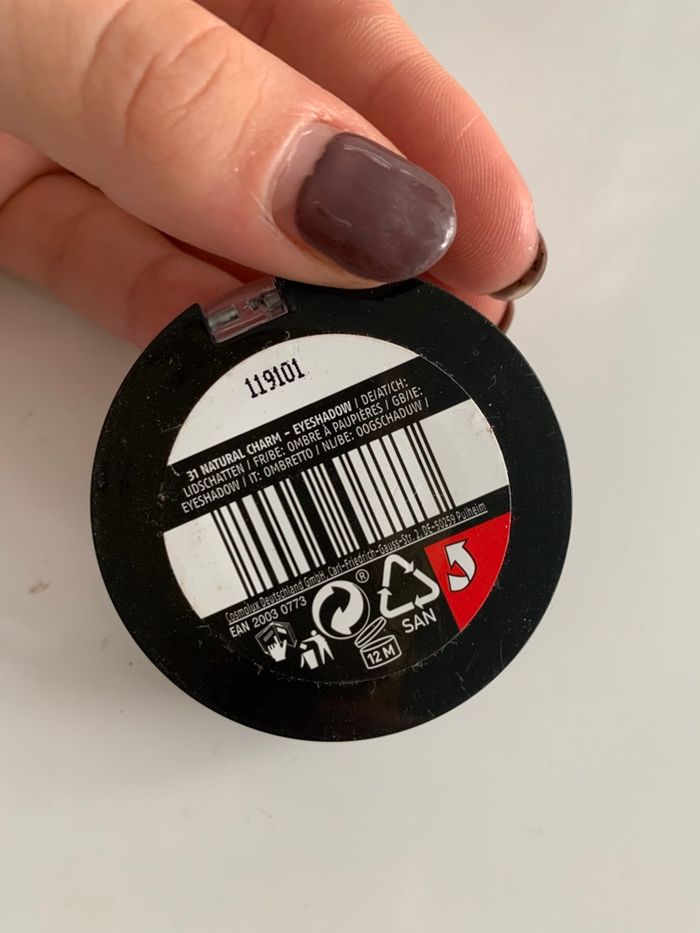 119101
31 NATURAL CHARM – EYESHADOW / DE/AT/CH:
LIDSCHATTEN / FR/BE: OMBRE À PAUPIÈRES / GB/IE:
EYESHADOW / IT: OMBRETTO / NL/BE: OOGSCHADUW /
Cosmolux Deutschland GmbH, Carl-Friedrich-Gauss-Str. 2, DE-50259 Pulheim
EAN 2003 0773
®
SAN
12 M